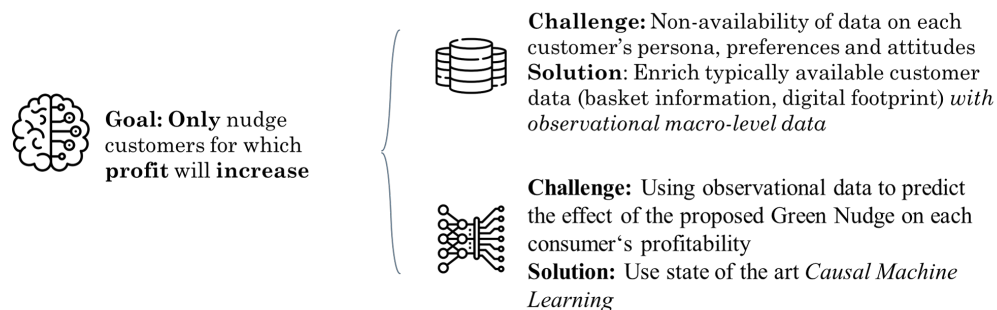 Goal: Only nudge
customers for which
profit will increase
Challenge: Non-availability of data on each
customer's persona, preferences and attitudes
Solution: Enrich typically available customer
data (basket information, digital footprint) with
observational macro-level data
Challenge: Using observational data to predict
the effect of the proposed Green Nudge on each
consumer‘s profitability
Solution: Use state of the art Causal Machine
Learning